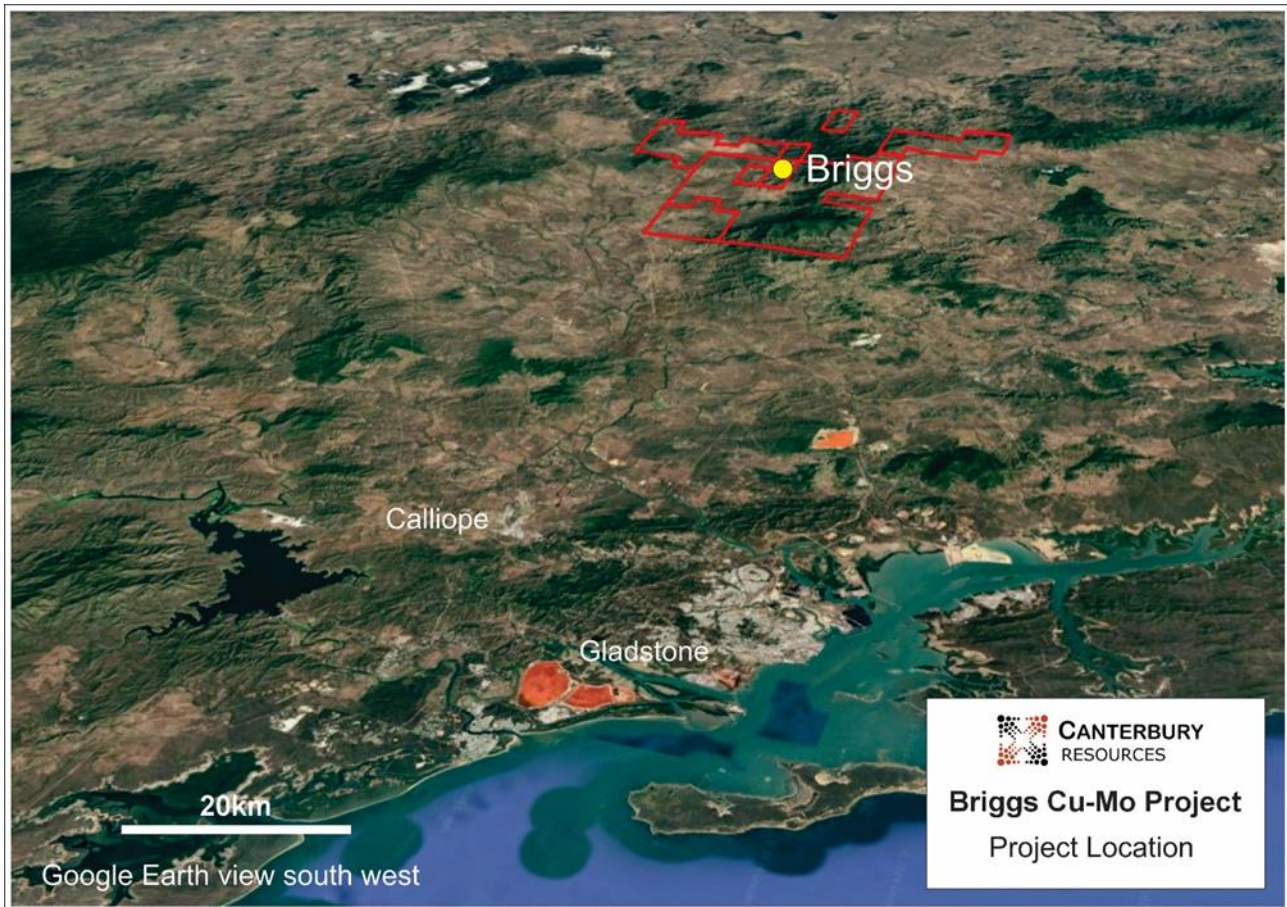 Briggs
Calliope
Gladstone
20km
Google Earth view south west
CANTERBURY
RESOURCES
Briggs Cu-Mo Project
Project Location